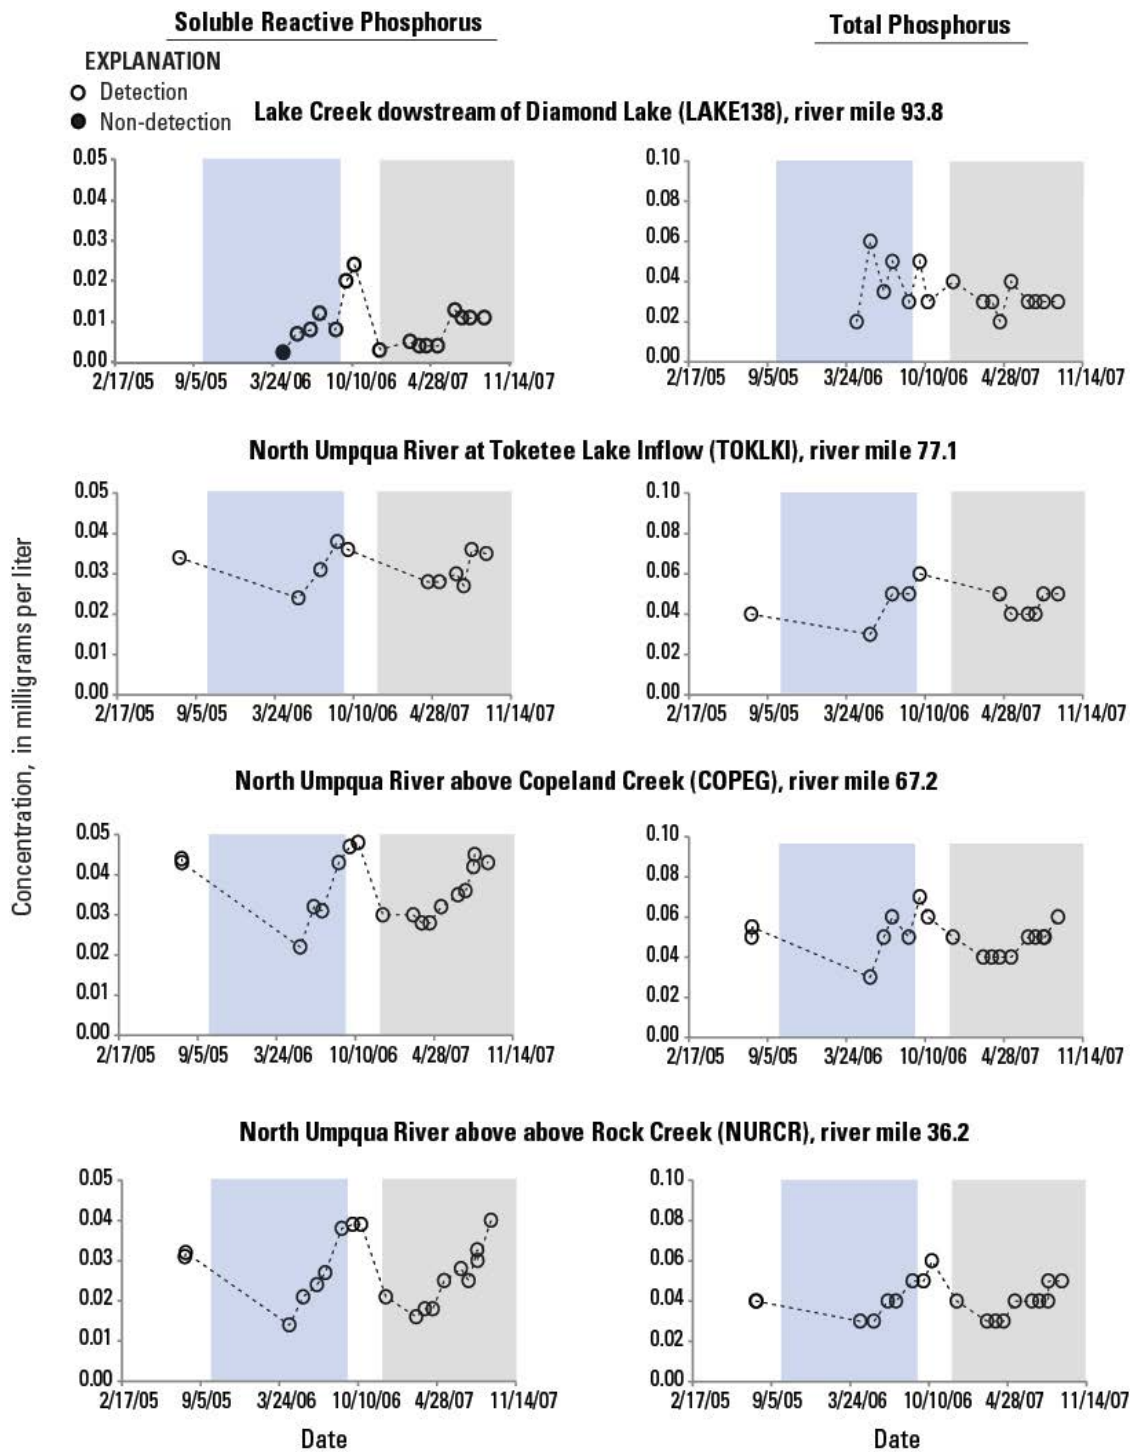 Soluble Reactive Phosphorus
Total Phosphorus
EXPLANATION
Detection
Non-detection
Lake Creek dowstream of Diamond Lake (LAKE138), river mile 93.8
0.05
0.04
0.03
0.02
0.01
0.00
2/17/05 9/5/05 3/24/06 10/10/06 4/28/07 11/14/07
0.10
0.08
0.06
0.04
0.02
0.00
2/17/05 9/5/05 3/24/06 10/10/06 4/28/07 11/14/07
North Umpqua River at Toketee Lake Inflow (TOKLKI), river mile 77.1
0.05
0.04
0.03
0.02
0.01
0.00
2/17/05 9/5/05 3/24/06 10/10/06 4/28/07 11/14/07
0.10
0.08
0.06
0.04
0.02
0.00
2/17/05 9/5/05 3/24/06 10/10/06 4/28/07 11/14/07
Concentration, in milligrams per liter
North Umpqua River above Copeland Creek (COPEG), river mile 67.2
0.05
0.04
0.03
0.02
0.01
0.00
2/17/05 9/5/05 3/24/06 10/10/06 4/28/07 11/14/07
0.10
0.08
0.06
0.04
0.02
0.00
2/17/05 9/5/05 3/24/06 10/10/06 4/28/07 11/14/07
North Umpqua River above above Rock Creek (NURCR), river mile 36.2
0.05
0.04
0.03
0.02
0.01
0.00
2/17/05 9/5/05 3/24/06 10/10/06 4/28/07 11/14/07
Date
0.10
0.08
0.06
0.04
0.02
0.00
2/17/05 9/5/05 3/24/06 10/10/06 4/28/07 11/14/07
Date